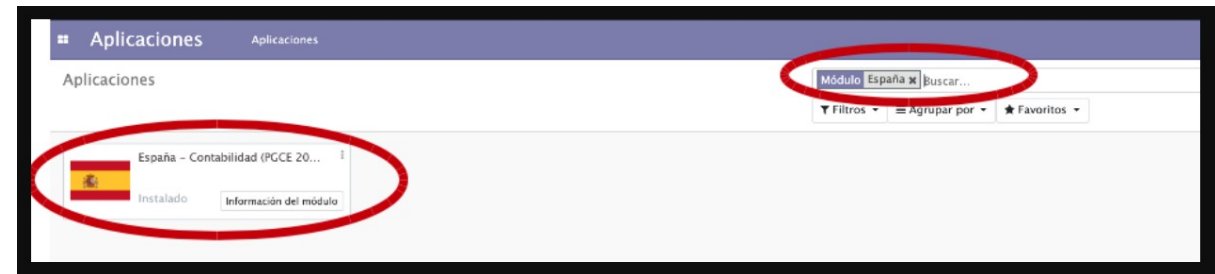 Aplicaciones Aplicaciones
Aplicaciones
Módulo España x Buscar...
Filtros Agrupar por Favoritos
España - Contabilidad (PGCE 20...
Instalado Información del módulo